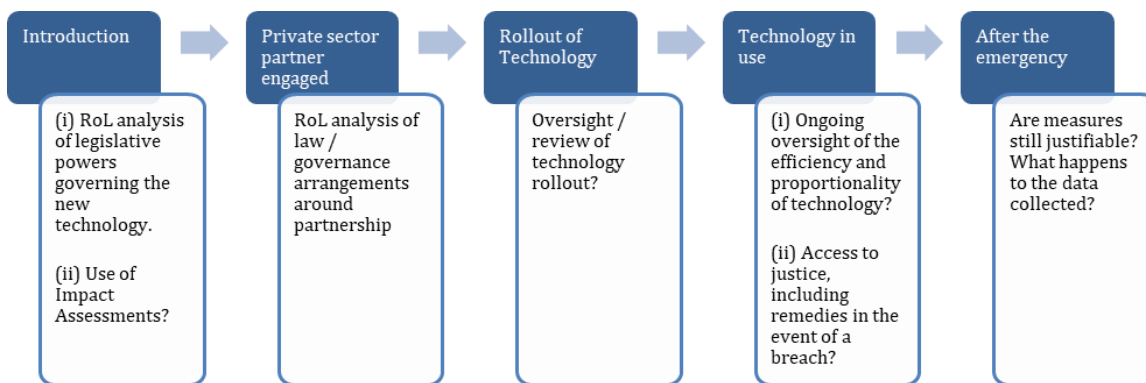 Introduction
(i) RoL analysis
of legislative
powers
governing the
new
technology.
(ii) Use of
Impact
Assessments?
Private sector
partner
engaged
RoL analysis of
law /
governance
arrangements
around
partnership
Rollout of
Technology
Oversight /
review of
technology
rollout?
Technology in
use
(i) Ongoing
oversight of the
efficiency and
proportionality
of technology?
(ii) Access to
justice,
including
remedies in the
event of a
breach?
After the
emergency
Are measures
still justifiable?
What happens
to the data
collected?